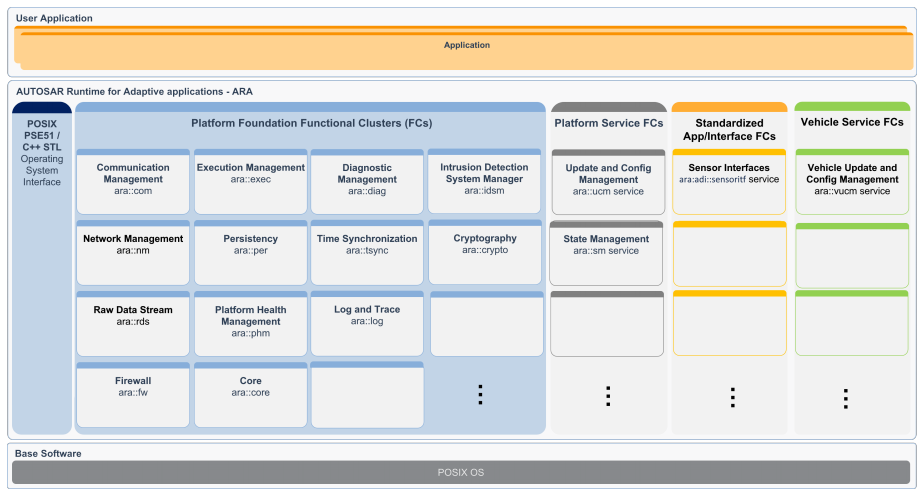 User Application
Application
AUTOSAR Runtime for Adaptive applications - ARA
POSIX
PSE51 /
C++ STL
Operating
System
Interface
Platform Foundation Functional Clusters (FCs)
Communication
Management
ara::com
Execution Management
ara::exec
Diagnostic
Management
ara::diag
Intrusion Detection
System Manager
ara::idsm
Network Management
ara::nm
Persistency
ara::per
Time Synchronization
ara::tsync
Cryptography
ara::crypto
Raw Data Stream
ara::rds
Platform Health
Management
ara::phm
Log and Trace
ara::log
Firewall
ara::fw
Core
ara::core
Platform Service FCs
Update and Config
Management
ara::ucm service
State Management
ara::sm service
Standardized
App/Interface FCs
Sensor Interfaces
ara:adi::sensoritf service
Vehicle Service FCs
Vehicle Update and
Config Management
ara::vucm service
Base Software
POSIX OS